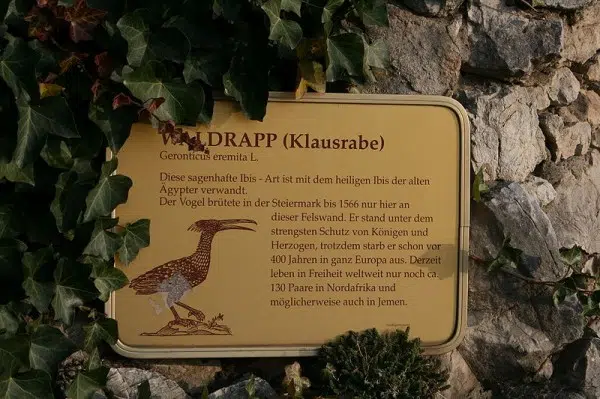 WALDRAPP (Klausrabe)
Geronticus eremita L.
Diese sagenhafte Ibis - Art ist mit dem heiligen Ibis der alten
Ägypter verwandt.
Der Vogel brütete in der Steiermark bis 1566 nur hier an
dieser Felswand. Er stand unter dem
strengsten Schutz von Königen und
Herzogen, trotzdem starb er schon vor
400 Jahren in ganz Europa aus. Derzeit
leben in Freiheit weltweit nur noch ca.
130 Paare in Nordafrika und
möglicherweise auch in Jemen.